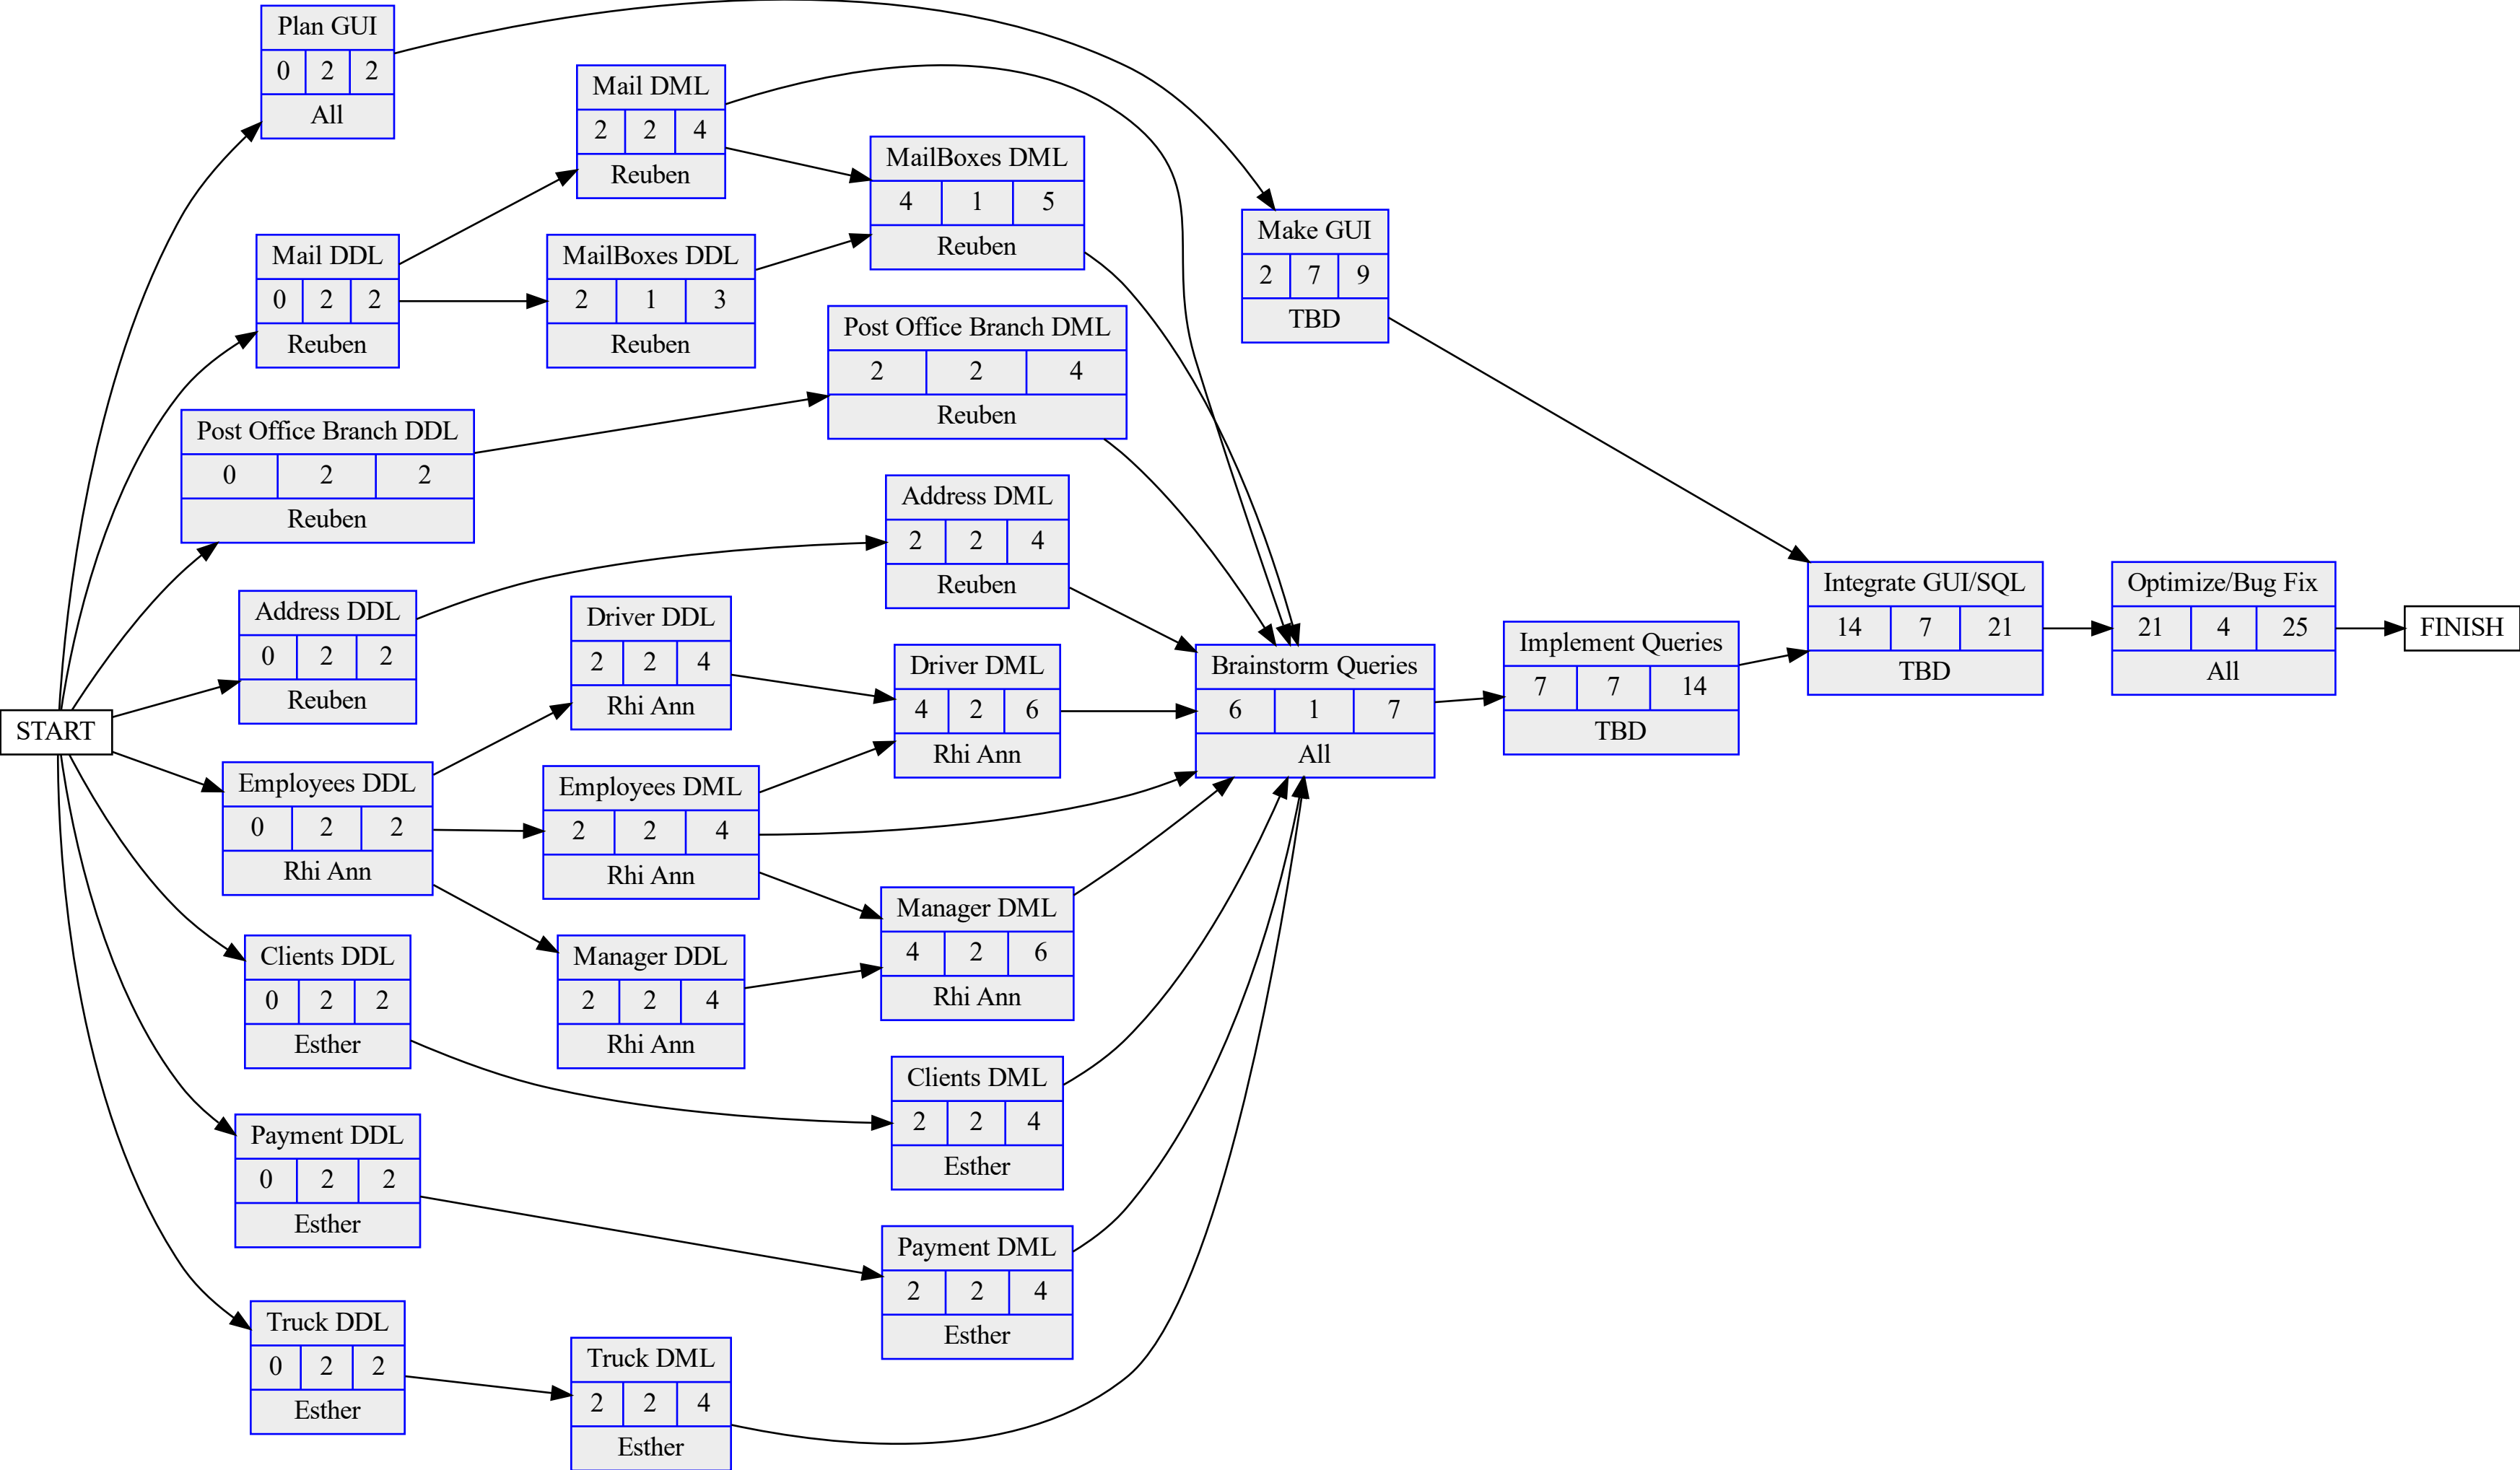 Plan GUI
0 2 2
All
Mail DML
2 2 4
Reuben
MailBoxes DML
4 1 5
Reuben
Make GUI
2 7 9
TBD
Mail DDL
0 2 2
Reuben
MailBoxes DDL
2 1 3
Reuben
Post Office Branch DML
2 2 4
Reuben
Post Office Branch DDL
0 2 2
Reuben
Address DML
2 2 4
Reuben
Address DDL
0 2 2
Reuben
Driver DDL
2 2 4
Rhi Ann
Driver DML
4 2 6
Rhi Ann
Brainstorm Queries
6 1 7
All
Implement Queries
7 7 14
TBD
Integrate GUI/SQL
14 7 21
TBD
Optimize/Bug Fix
21 4 25
All
FINISH
START
Employees DDL
0 2 2
Rhi Ann
Employees DML
2 2 4
Rhi Ann
Manager DML
4 2 6
Rhi Ann
Clients DDL
0 2 2
Esther
Manager DDL
2 2 4
Rhi Ann
Clients DML
2 2 4
Esther
Payment DDL
0 2 2
Esther
Payment DML
2 2 4
Esther
Truck DDL
0 2 2
Esther
Truck DML
2 2 4
Esther